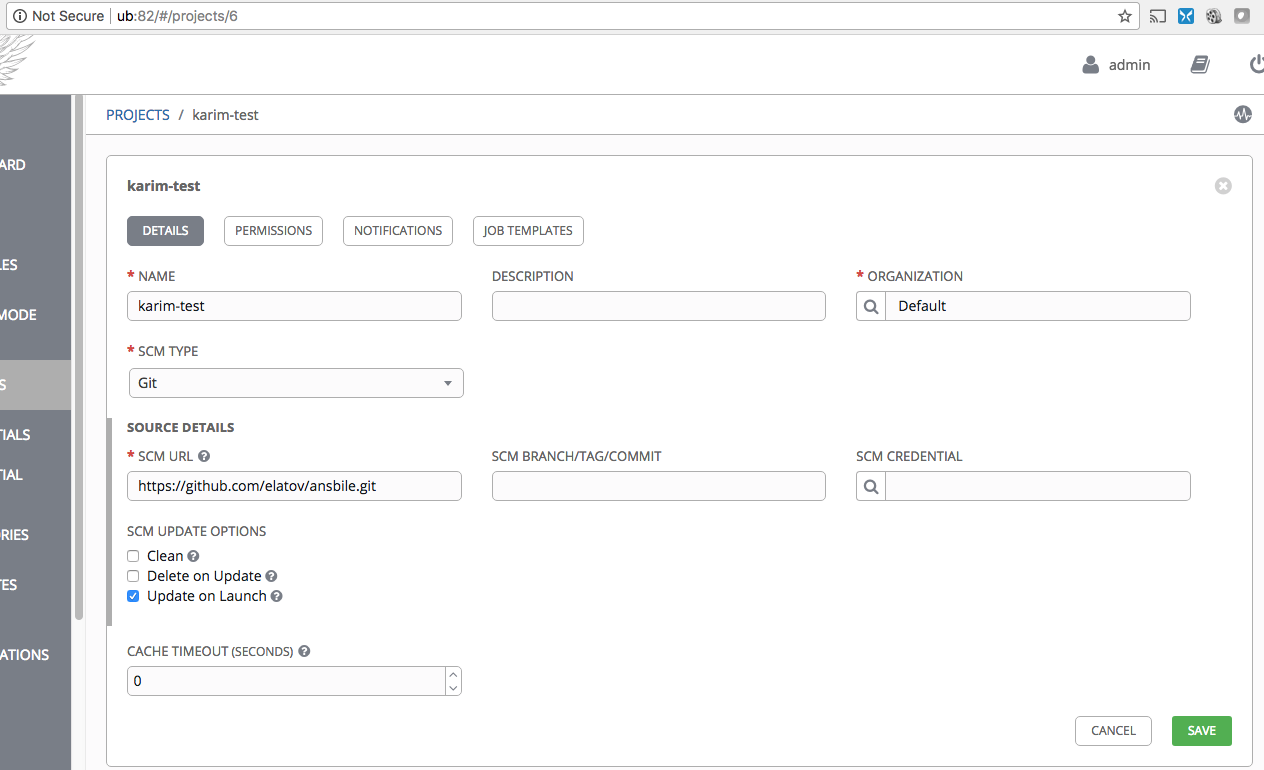 Not Secure | ub:82/#/projects/6
admin
PROJECTS / karim-test
ARD
LES
MODE
S
TIALS
TIAL
RIES
TES
ATIONS
karim-test
DETAILS PERMISSIONS NOTIFICATIONS JOB TEMPLATES
* NAME DESCRIPTION * ORGANIZATION
karim-test Default
* SCM TYPE
Git
SOURCE DETAILS
* SCM URL SCM BRANCH/TAG/COMMIT SCM CREDENTIAL
https://github.com/elatov/ansbile.git
SCM UPDATE OPTIONS
Clean
Delete on Update
Update on Launch
CACHE TIMEOUT (SECONDS)
0
CANCEL SAVE